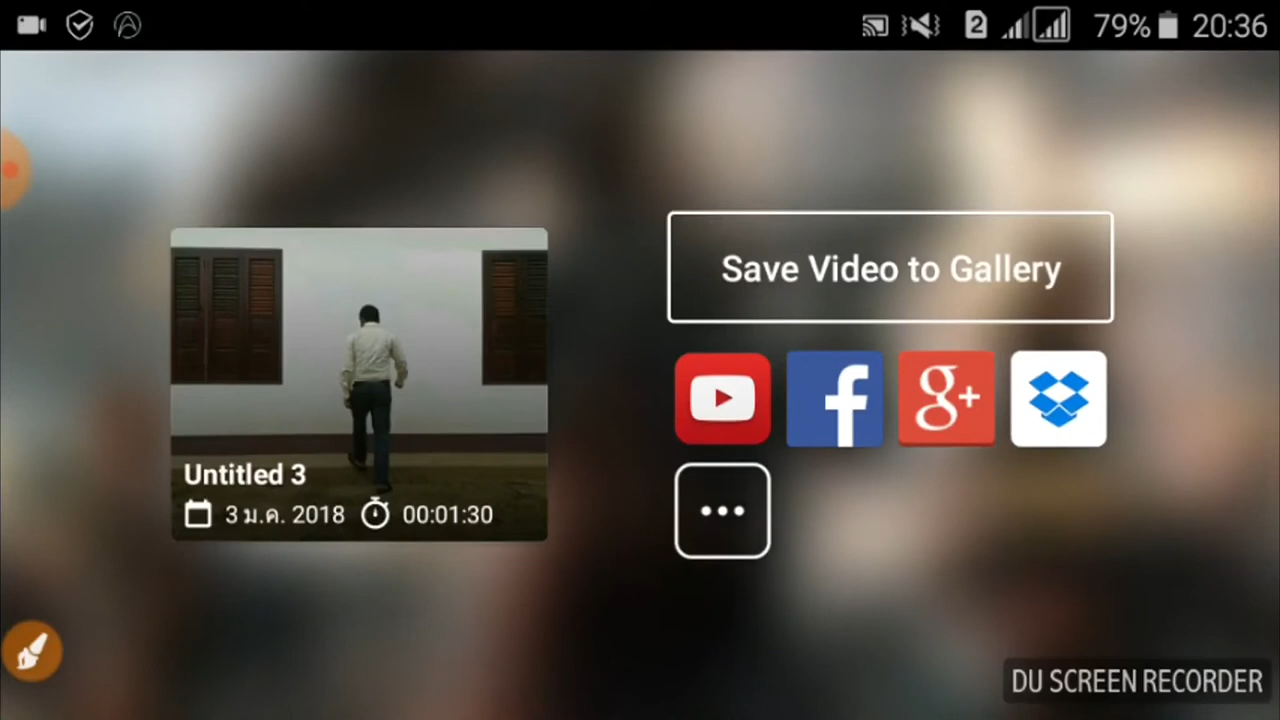 2 79% 20:36
Save Video to Gallery
f g+
Untitled 3
3 ม.ค. 2018 00:01:30
DU SCREEN RECORDER